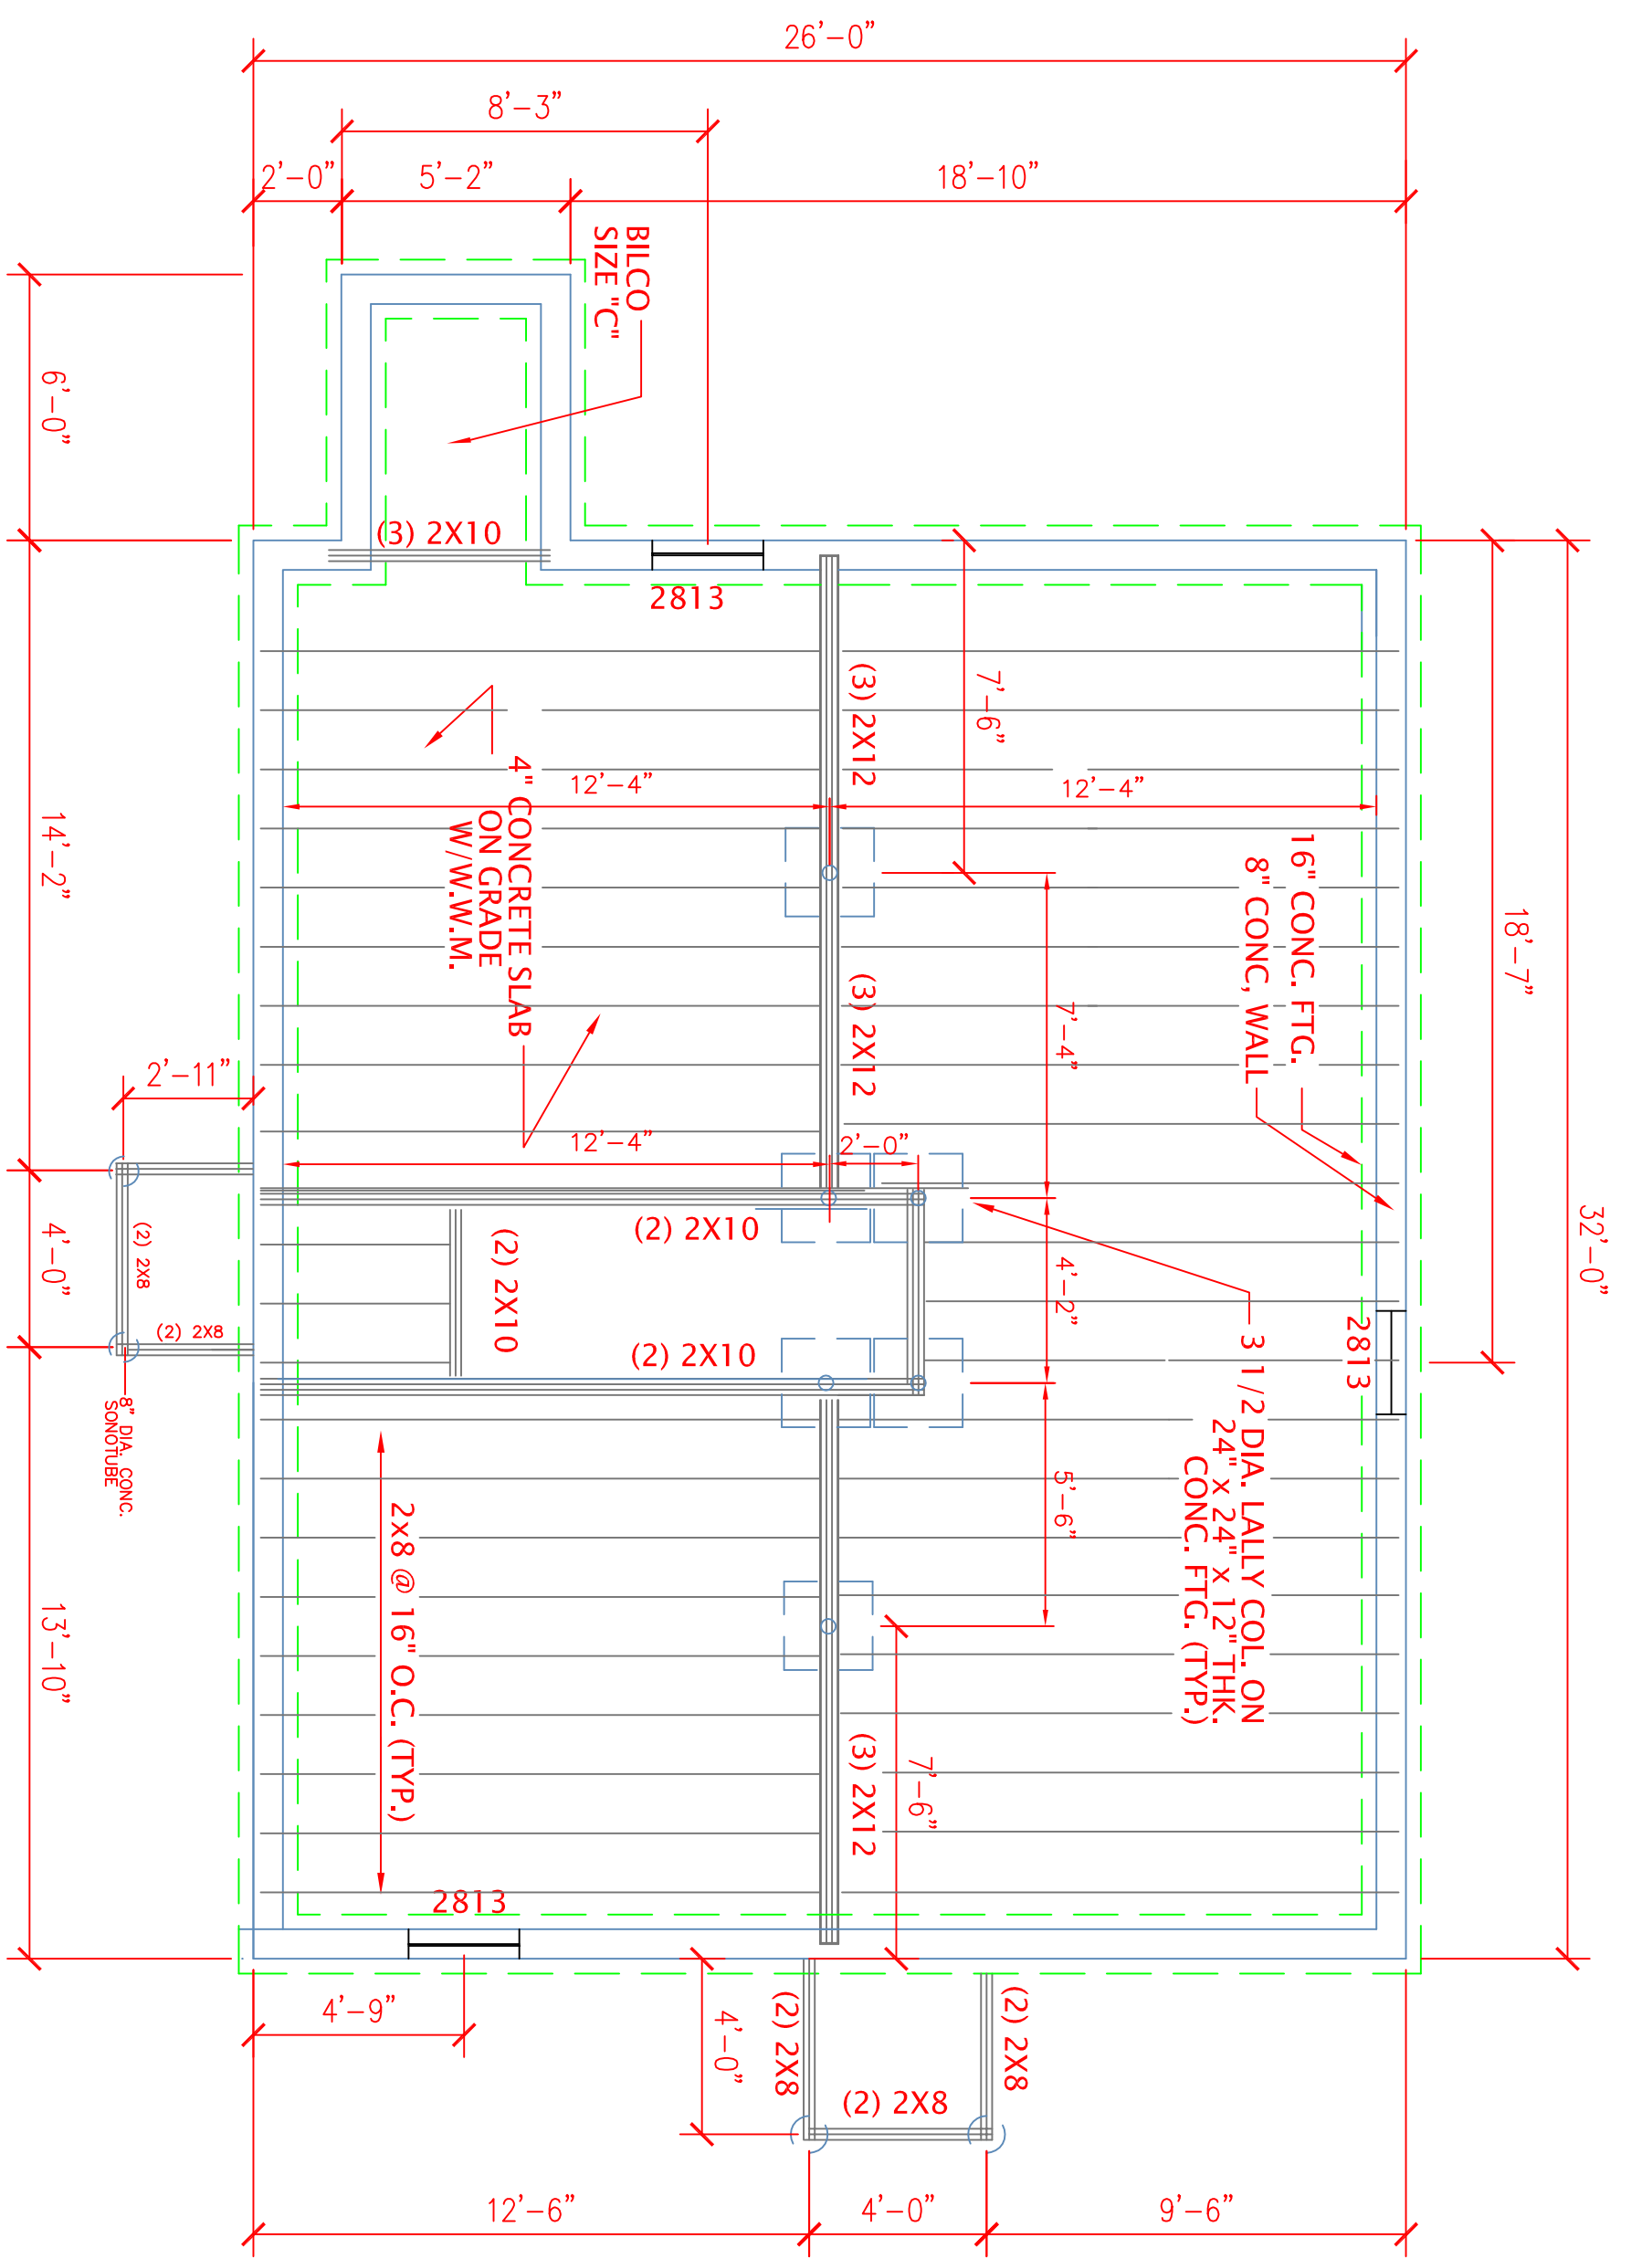 26'-0"
8'-3"
2'-0"
5'-2"
18'-10"
BILCO
SIZE "C"
6'-0"
(3) 2X10
2813
(3) 2X12
7'-6"
12'-4"
12'-4"
14'-2"
4" CONCRETE SLAB
ON GRADE
W/W.W.M.
16" CONC. FTG.
8" CONC, WALL
18'-7"
(3) 2X12
7'-4"
2'-11"
12'-4"
2'-0"
32'-0"
4'-0"
(2) 2X8
(2) 2X8
(2) 2X10
(2) 2X10
(2) 2X10
4'-2"
2813
8" DIA. CONC.
SONOTUBE
3 1/2 DIA. LALLY COL. ON
24" x 24" x 12"THK.
CONC. FTG. (TYP.)
5'-6"
2x8 @ 16" O.C. (TYP.)
13'-10"
(3) 2X12
7'-6"
2813
4'-9"
4'-0"
(2) 2X8
(2) 2X8
(2) 2X8
12'-6"
4'-0"
9'-6"